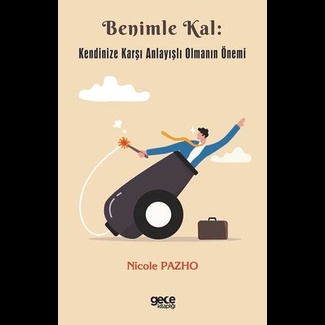 Benimle Kal:
Kendinize Karşı Anlayışlı Olmanın Önemi
Nicole PAZHO
gece
kitaplığı